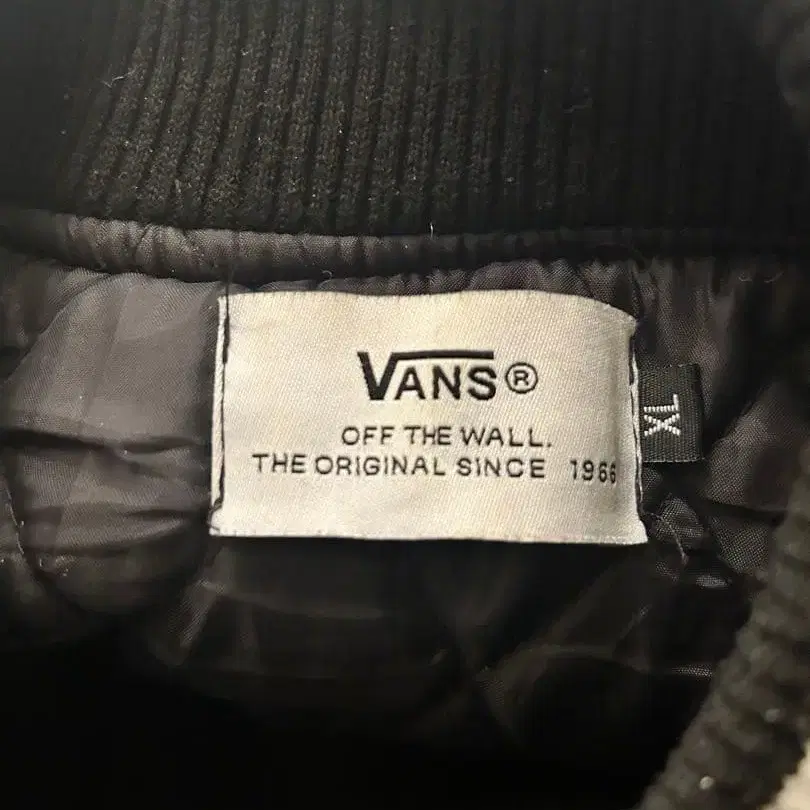 VANS®
OFF THE WALL.
THE ORIGINAL SINCE 1966
XL